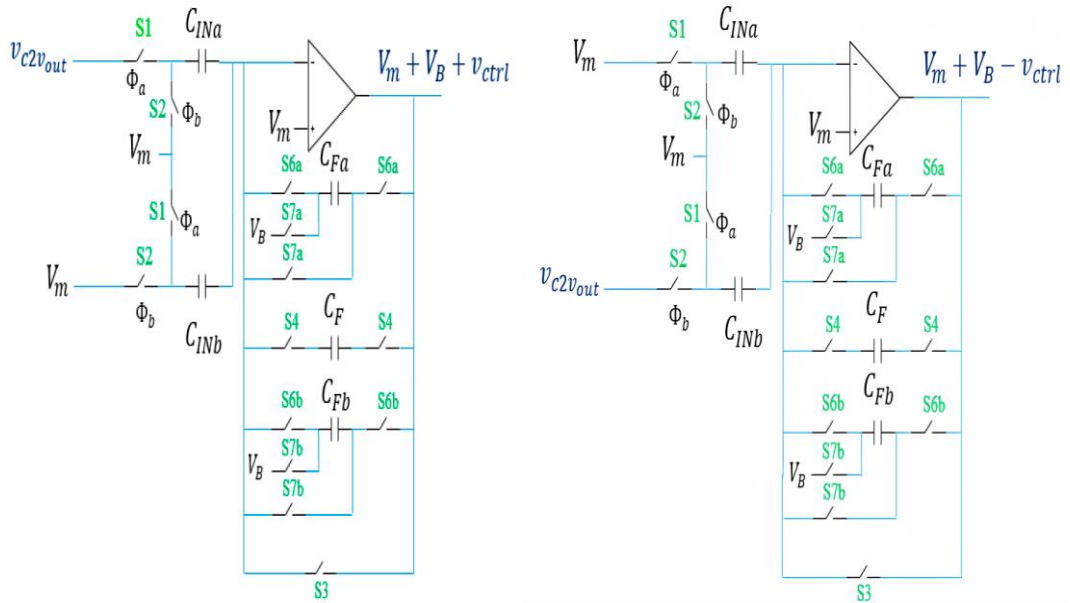 S1
C_INa
v_c2v_out
Φ_a
S2
Φ_b
V_m
S1
Φ_a
S2
V_m
Φ_b
C_INb
-
V_m + V_B + v_ctrl
V_m
+
C_Fa
S6a
S6a
S7a
V_B
S7a
C_F
S4
S4
C_Fb
S6b
S6b
S7b
V_B
S7b
S3
S1
C_INa
V_m
Φ_a
S2
Φ_b
V_m
S1
Φ_a
S2
v_c2v_out
Φ_b
C_INb
-
V_m + V_B − v_ctrl
V_m
+
C_Fa
S6a
S6a
S7a
V_B
S7a
C_F
S4
S4
C_Fb
S6b
S6b
S7b
V_B
S7b
S3